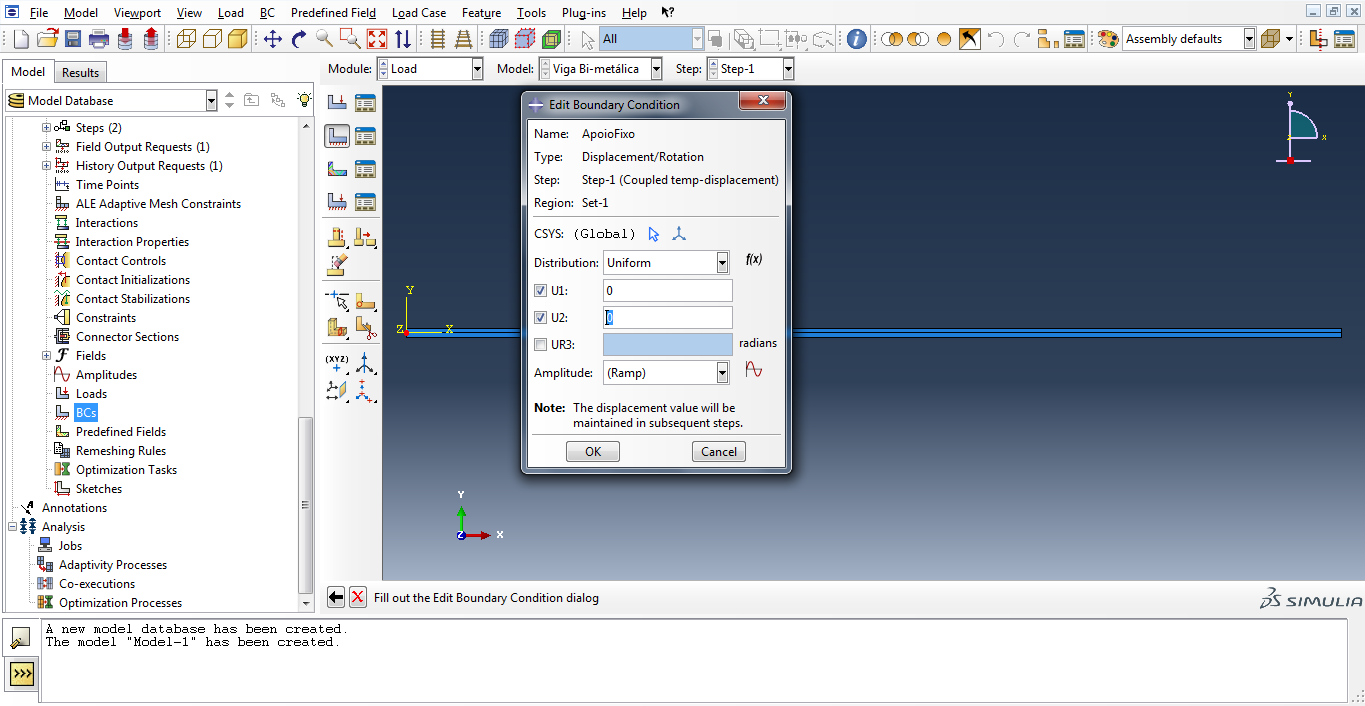 File Model Viewport View Load BC Predefined Field Load Case Feature Tools Plug-ins Help
All
Assembly defaults
Model Results
Module: Load Model: Viga Bi-metálica Step: Step-1
Model Database
Steps (2)
Field Output Requests (1)
History Output Requests (1)
Time Points
ALE Adaptive Mesh Constraints
Interactions
Interaction Properties
Contact Controls
Contact Initializations
Contact Stabilizations
Constraints
Connector Sections
Fields
Amplitudes
Loads
BCs
Predefined Fields
Remeshing Rules
Optimization Tasks
Sketches
Annotations
Analysis
Jobs
Adaptivity Processes
Co-executions
Optimization Processes
(XYZ)
Edit Boundary Condition
Name: ApoioFixo
Type: Displacement/Rotation
Step: Step-1 (Coupled temp-displacement)
Region: Set-1
CSYS: (Global)
Distribution: Uniform f(x)
U1: 0
U2: 0
UR3: radians
Amplitude: (Ramp)
Note: The displacement value will be
maintained in subsequent steps.
OK Cancel
Y
X
Y
Z X
Y
Z X
Fill out the Edit Boundary Condition dialog
SIMULIA
A new model database has been created.
The model "Model-1" has been created.
>>>